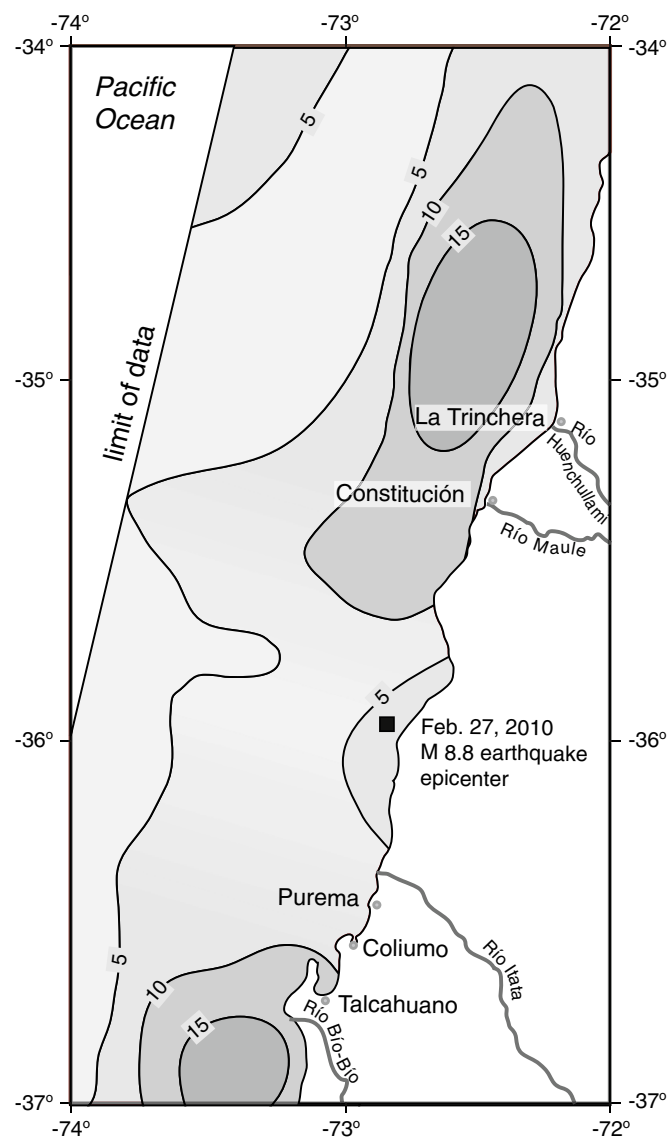 -74º
-73º
-72º
-34º
-34º
Pacific
Ocean
5
5
10
15
limit of data
-35º
-35º
La Trinchera
Río
Huenchullami
Constitución
Río Maule
5
-36º
-36º
Feb. 27, 2010
M 8.8 earthquake
epicenter
Purema
Coliumo
Río Itata
5
10
15
Talcahuano
Río Bío-Bío
-37º
-37º
-74º
-73º
-72º